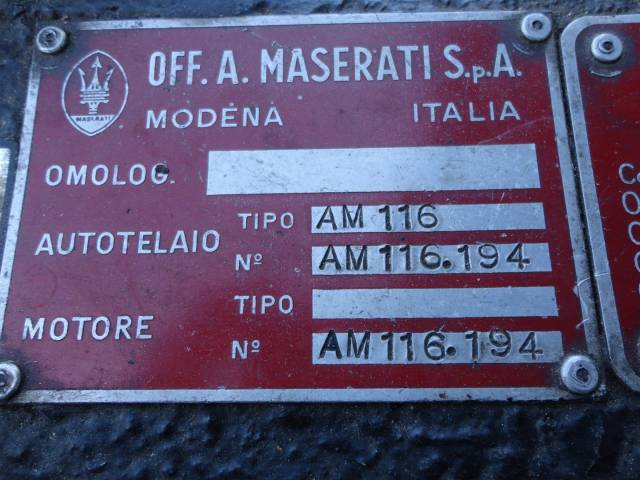 OFF. A. MASERATI S.p.A.
MASERATI
MODENA ITALIA
OMOLOG.
AUTOTELAIO TIPO AM 116
Nº AM 116.194
MOTORE TIPO
Nº AM 116.194